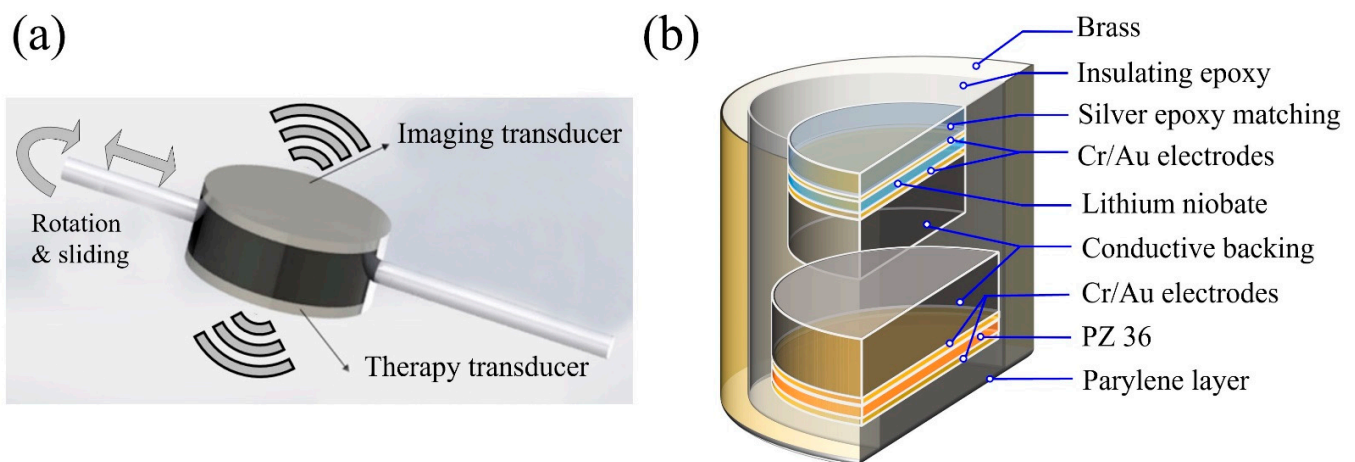 (a)
Imaging transducer
Rotation
& sliding
Therapy transducer
(b)
Brass
Insulating epoxy
Silver epoxy matching
Cr/Au electrodes
Lithium niobate
Conductive backing
Cr/Au electrodes
PZ 36
Parylene layer